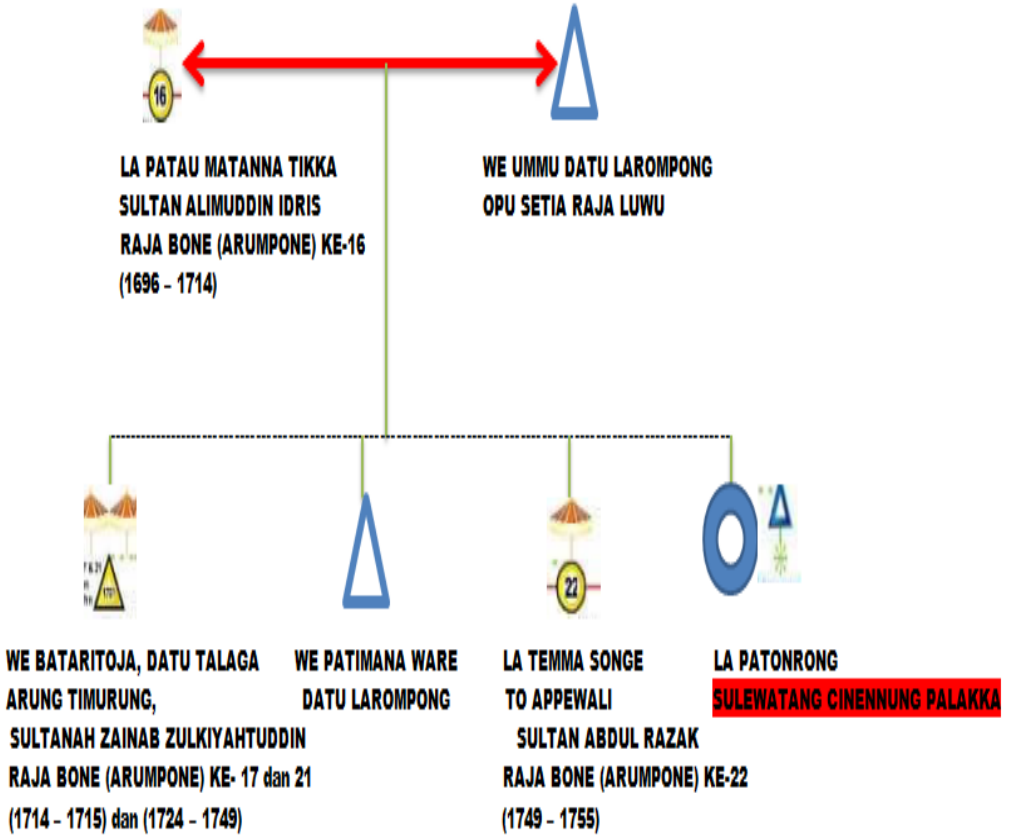 16
LA PATAU MATANNA TIKKA
SULTAN ALIMUDDIN IDRIS
RAJA BONE (ARUMPONE) KE-16
(1696 – 1714)
WE UMMU DATU LAROMPONG
OPU SETIA RAJA LUWU
22
WE BATARITOJA, DATU TALAGA
ARUNG TIMURUNG,
SULTANAH ZAINAB ZULKIYAHTUDDIN
RAJA BONE (ARUMPONE) KE- 17 dan 21
(1714 – 1715) dan (1724 – 1749)
WE PATIMANA WARE
DATU LAROMPONG
LA TEMMA SONGE
TO APPEWALI
SULTAN ABDUL RAZAK
RAJA BONE (ARUMPONE) KE-22
(1749 – 1755)
LA PATONRONG
SULEWATANG CINENNUNG PALAKKA